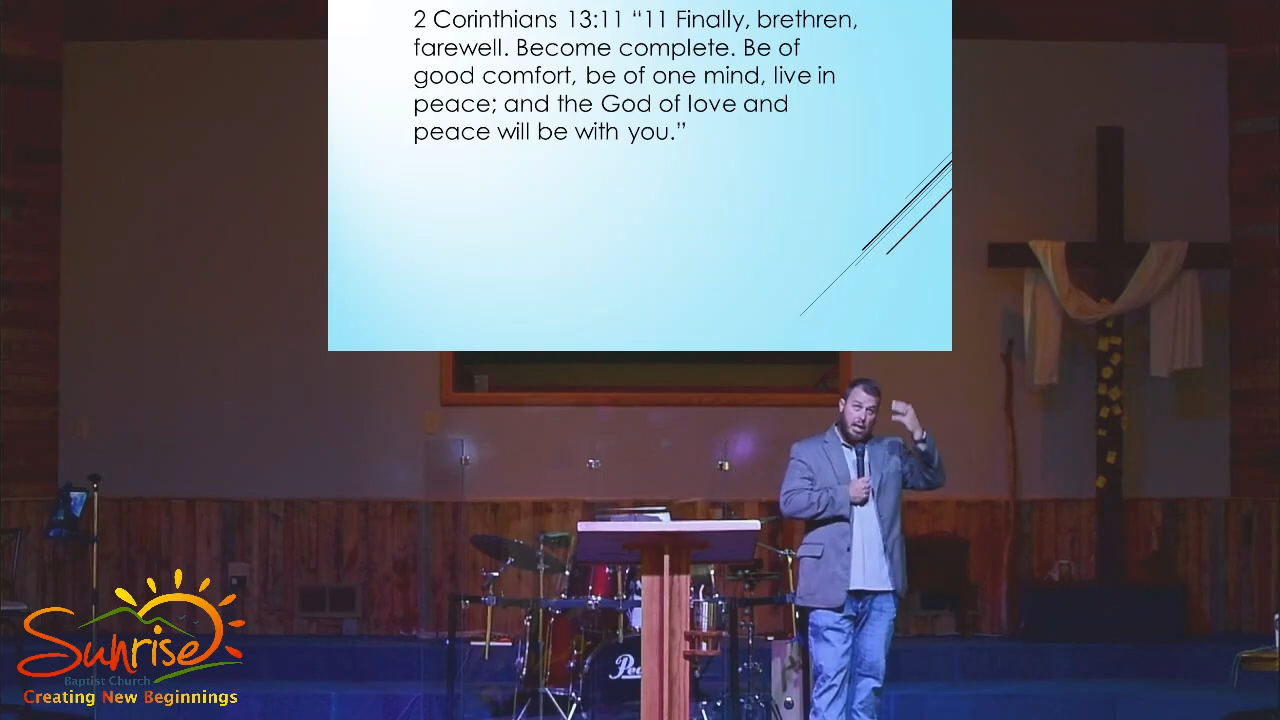 2 Corinthians 13:11 “11 Finally, brethren,
farewell. Become complete. Be of
good comfort, be of one mind, live in
peace; and the God of love and
peace will be with you.”
Sunrise
Baptist Church
Creating New Beginnings